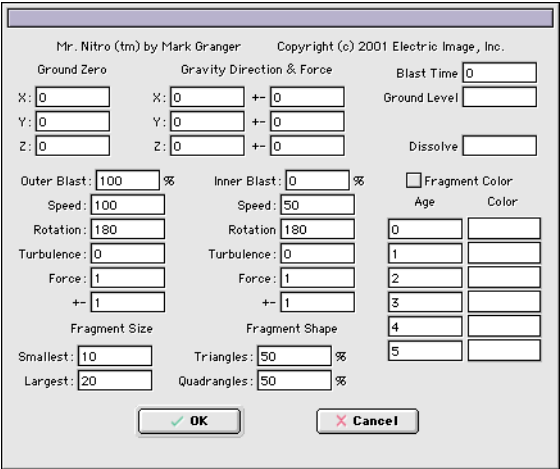 Mr. Nitro (tm) by Mark Granger Copyright (c) 2001 Electric Image, Inc.
Ground Zero Gravity Direction & Force Blast Time 0
X: 0 X: 0 +- 0 Ground Level
Y: 0 Y: 0 +- 0
Z: 0 Z: 0 +- 0 Dissolve
Outer Blast: 100 % Inner Blast: 0 % Fragment Color
Speed: 100 Speed: 50 Age Color
Rotation: 180 Rotation 180 0
Turbulence: 0 Turbulence: 0 1
Force: 1 Force: 1 2
+- 1 +- 1 3
Fragment Size Fragment Shape 4
Smallest: 10 Triangles: 50 % 5
Largest: 20 Quadrangles: 50 %
OK Cancel